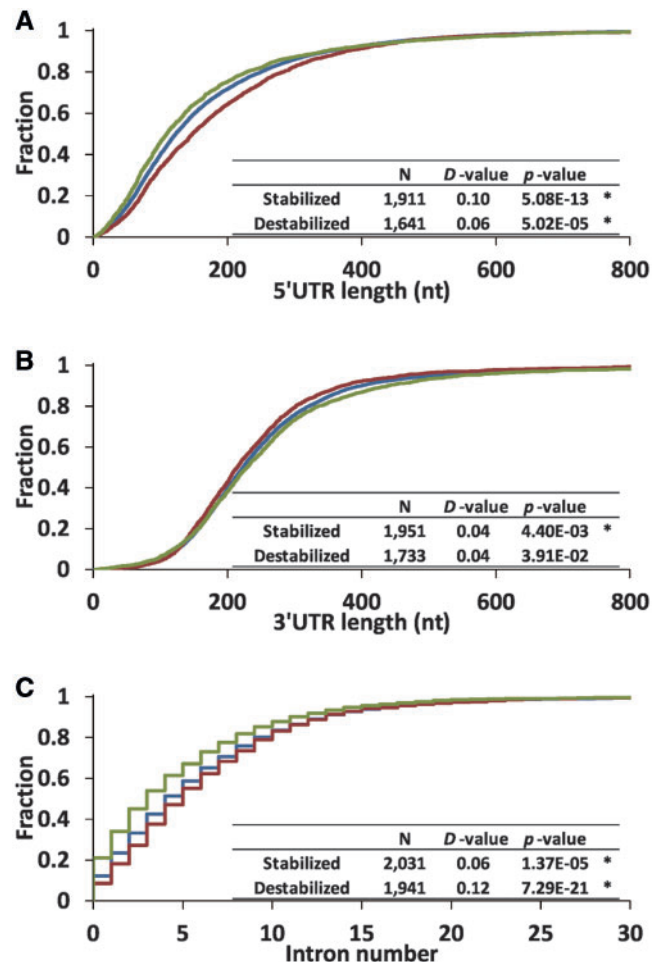 A
1
0.8
0.6
0.4
0.2
0
Fraction
N D-value p-value
Stabilized 1,911 0.10 5.08E-13 *
Destabilized 1,641 0.06 5.02E-05 *
0 200 400 600 800
5'UTR length (nt)
B
1
0.8
0.6
0.4
0.2
0
Fraction
N D-value p-value
Stabilized 1,951 0.04 4.40E-03 *
Destabilized 1,733 0.04 3.91E-02
0 200 400 600 800
3'UTR length (nt)
C
1
0.8
0.6
0.4
0.2
0
Fraction
N D-value p-value
Stabilized 2,031 0.06 1.37E-05 *
Destabilized 1,941 0.12 7.29E-21 *
0 5 10 15 20 25 30
Intron number